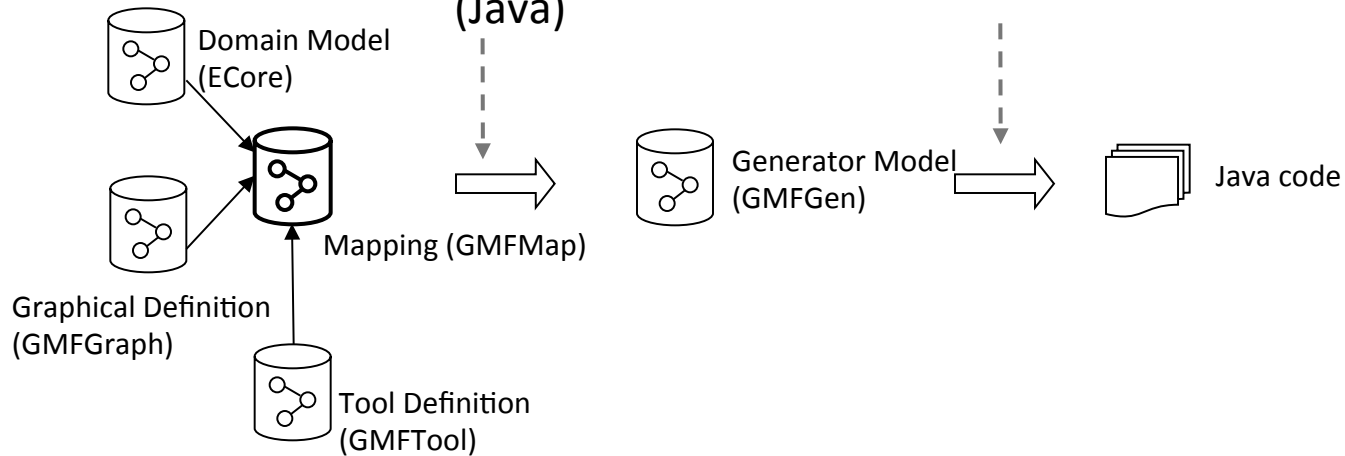 (Java)
Domain Model
(ECore)
Generator Model
(GMFGen)
Java code
Mapping (GMFMap)
Graphical Definition
(GMFGraph)
Tool Definition
(GMFTool)